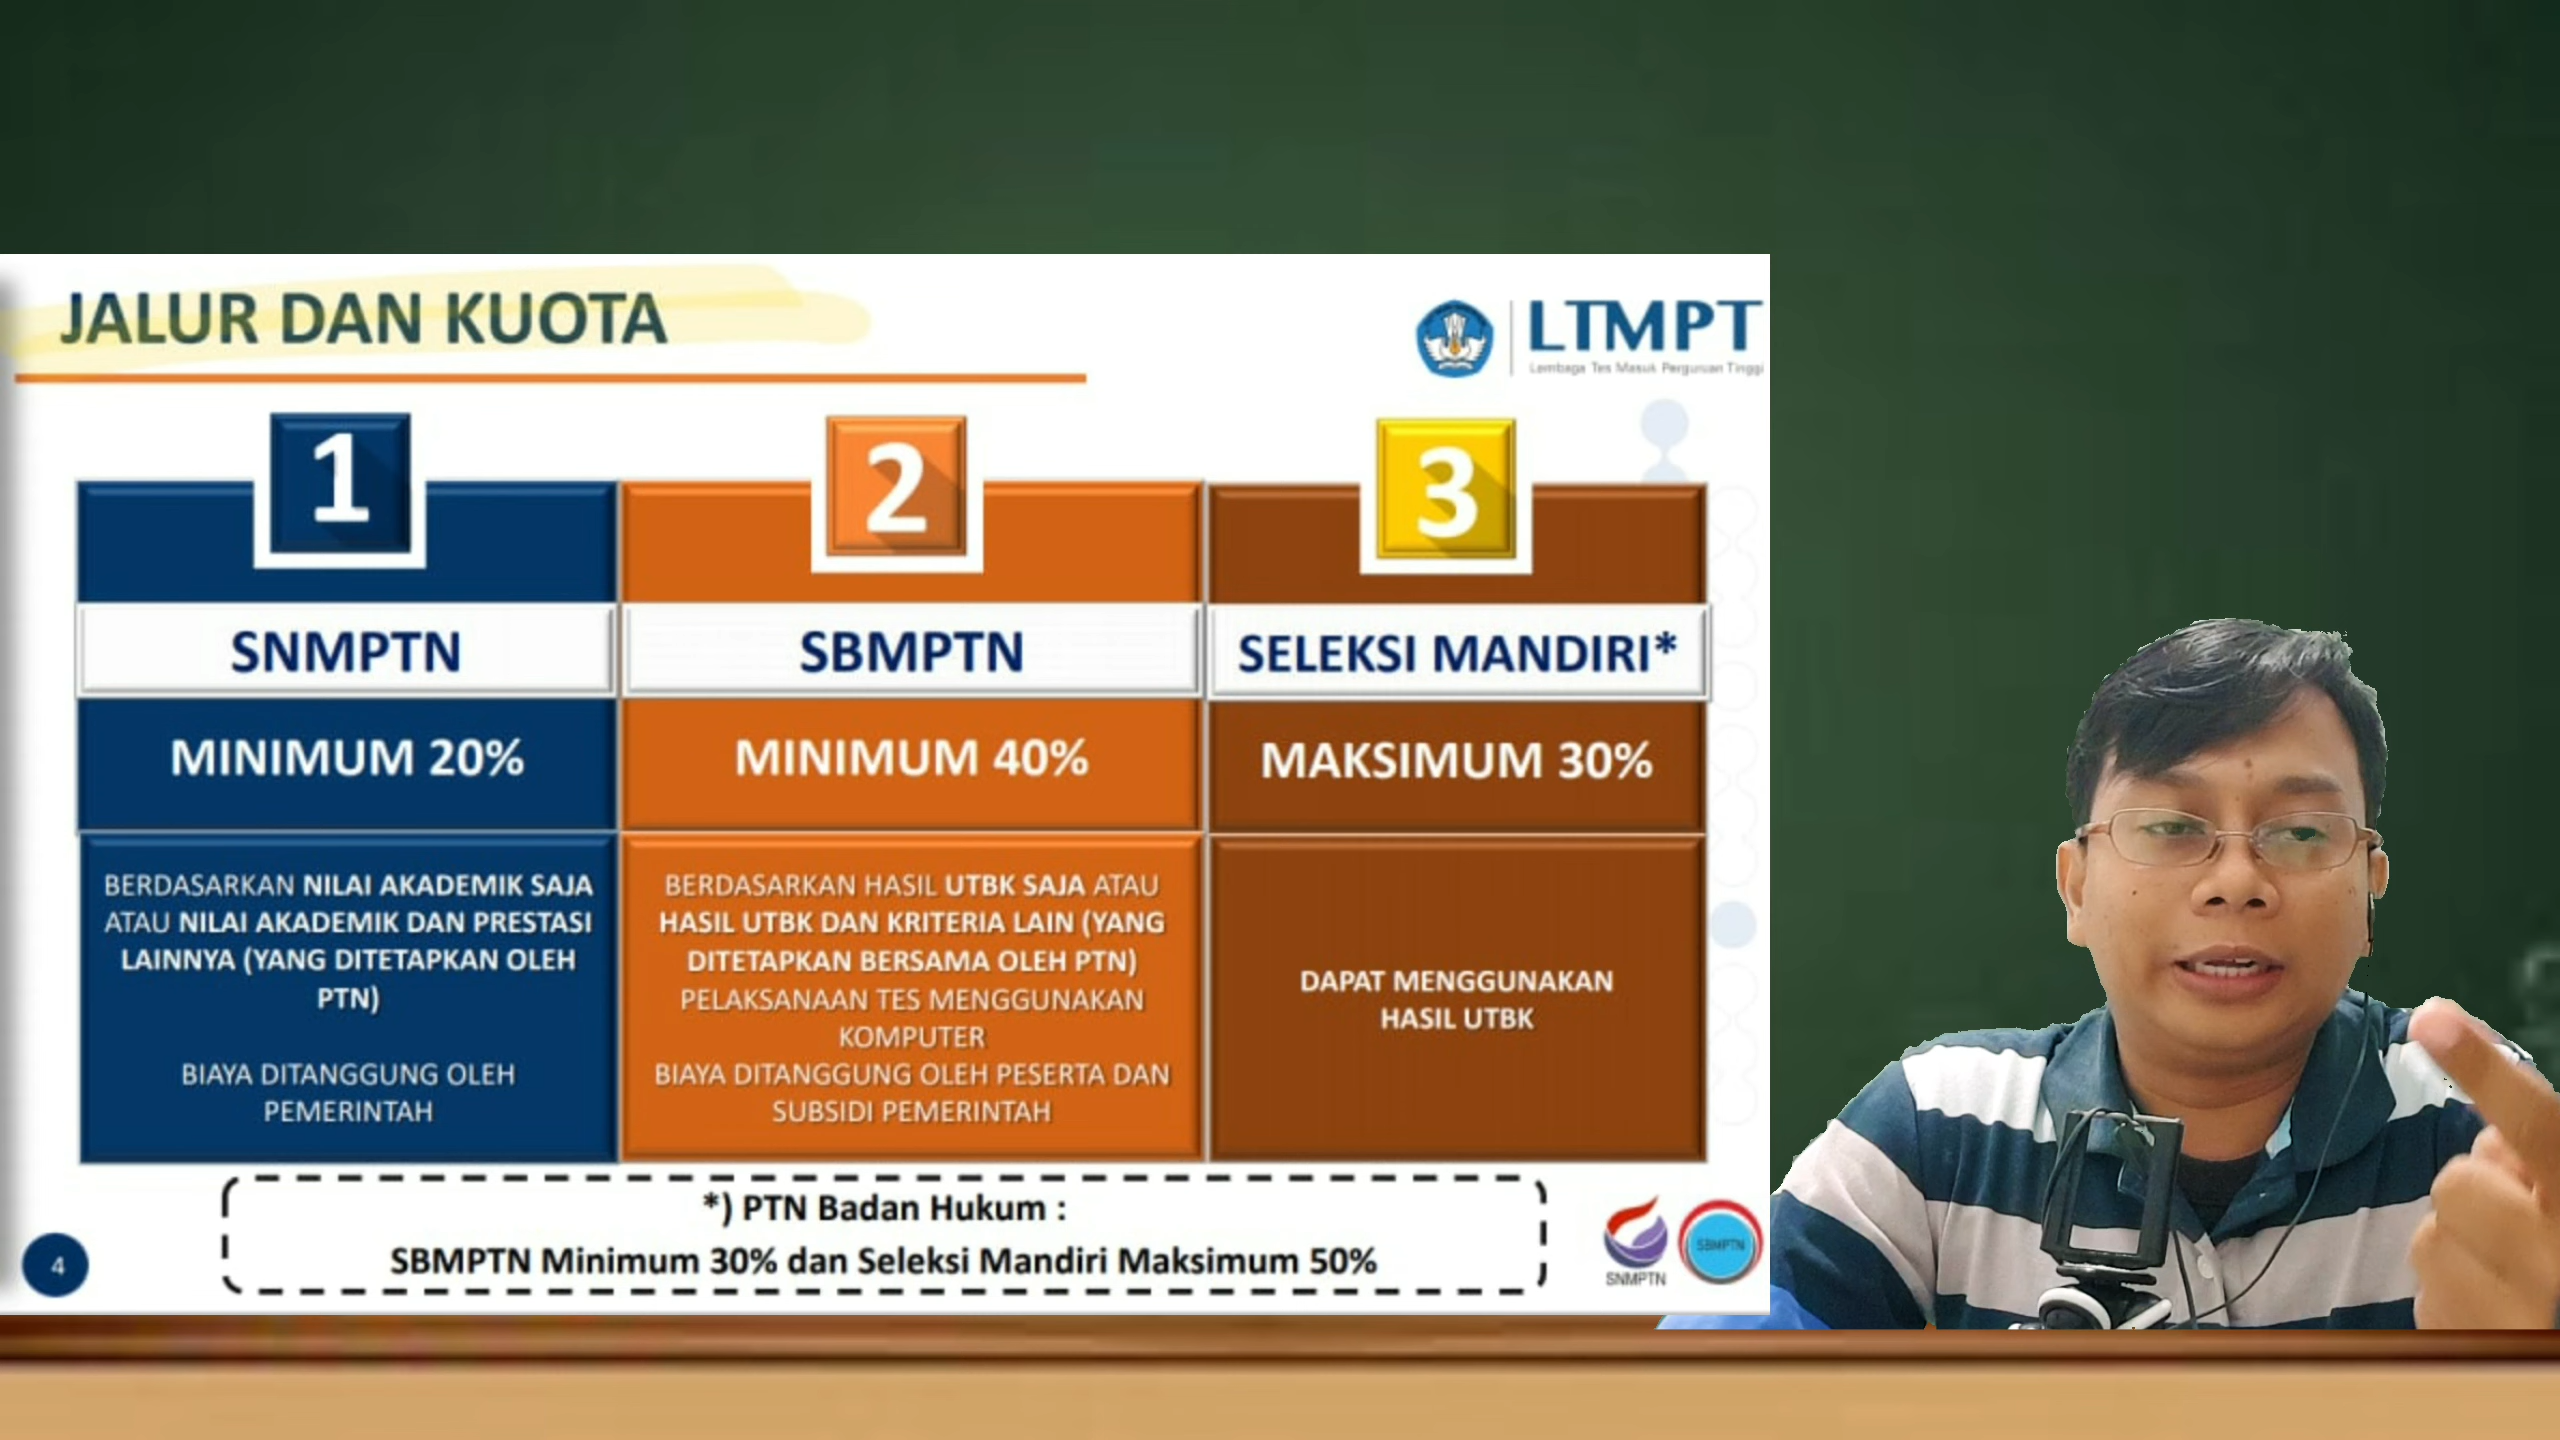 JALUR DAN KUOTA
LTMPT
Lembaga Tes Masuk Perguruan Tinggi
1
SNMPTN
MINIMUM 20%
BERDASARKAN NILAI AKADEMIK SAJA
ATAU NILAI AKADEMIK DAN PRESTASI
LAINNYA (YANG DITETAPKAN OLEH
PTN)
BIAYA DITANGGUNG OLEH
PEMERINTAH
2
SBMPTN
MINIMUM 40%
BERDASARKAN HASIL UTBK SAJA ATAU
HASIL UTBK DAN KRITERIA LAIN (YANG
DITETAPKAN BERSAMA OLEH PTN)
PELAKSANAAN TES MENGGUNAKAN
KOMPUTER
BIAYA DITANGGUNG OLEH PESERTA DAN
SUBSIDI PEMERINTAH
3
SELEKSI MANDIRI*
MAKSIMUM 30%
DAPAT MENGGUNAKAN
HASIL UTBK
*) PTN Badan Hukum :
SBMPTN Minimum 30% dan Seleksi Mandiri Maksimum 50%
4
SNMPTN
SBMPTN